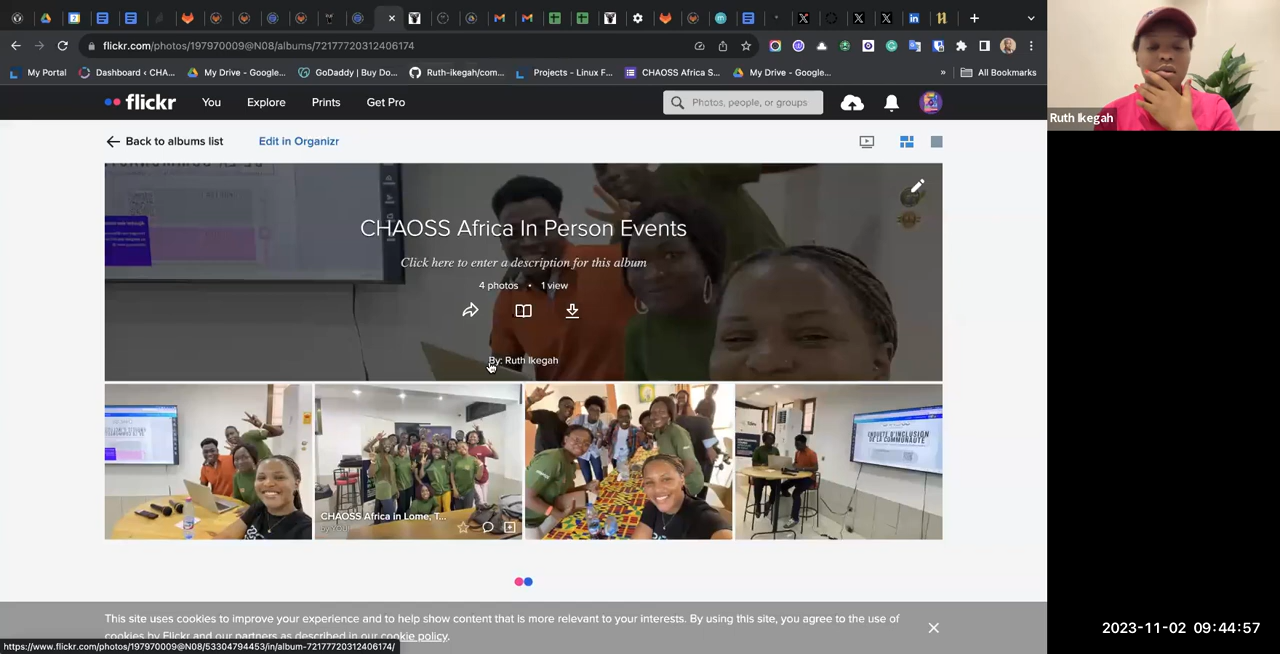 flickr.com/photos/197970009@N08/albums/72177720312406174
My Portal
Dashboard ‹ CHA...
My Drive - Google...
GoDaddy | Buy Do...
Ruth-ikegah/com...
Projects - Linux F...
CHAOSS Africa S...
My Drive - Google...
»
All Bookmarks
flickr
You
Explore
Prints
Get Pro
Photos, people, or groups
Back to albums list
Edit in Organizr
CHAOSS Africa In Person Events
Click here to enter a description for this album
4 photos • 1 view
By: Ruth Ikegah
CHAOSS Africa in Lome, T...
ENQUÊTE D'INCLUSION
DE LA COMMUNAUTÉ
This site uses cookies to improve your experience and to help show content that is more relevant to your interests. By using this site, you agree to the use of
cookies by Flickr and our partners as described in our cookie policy.
https://www.flickr.com/photos/197970009@N08/53304794453/in/album-72177720312406174/
Ruth Ikegah
2023-11-02 09:44:57